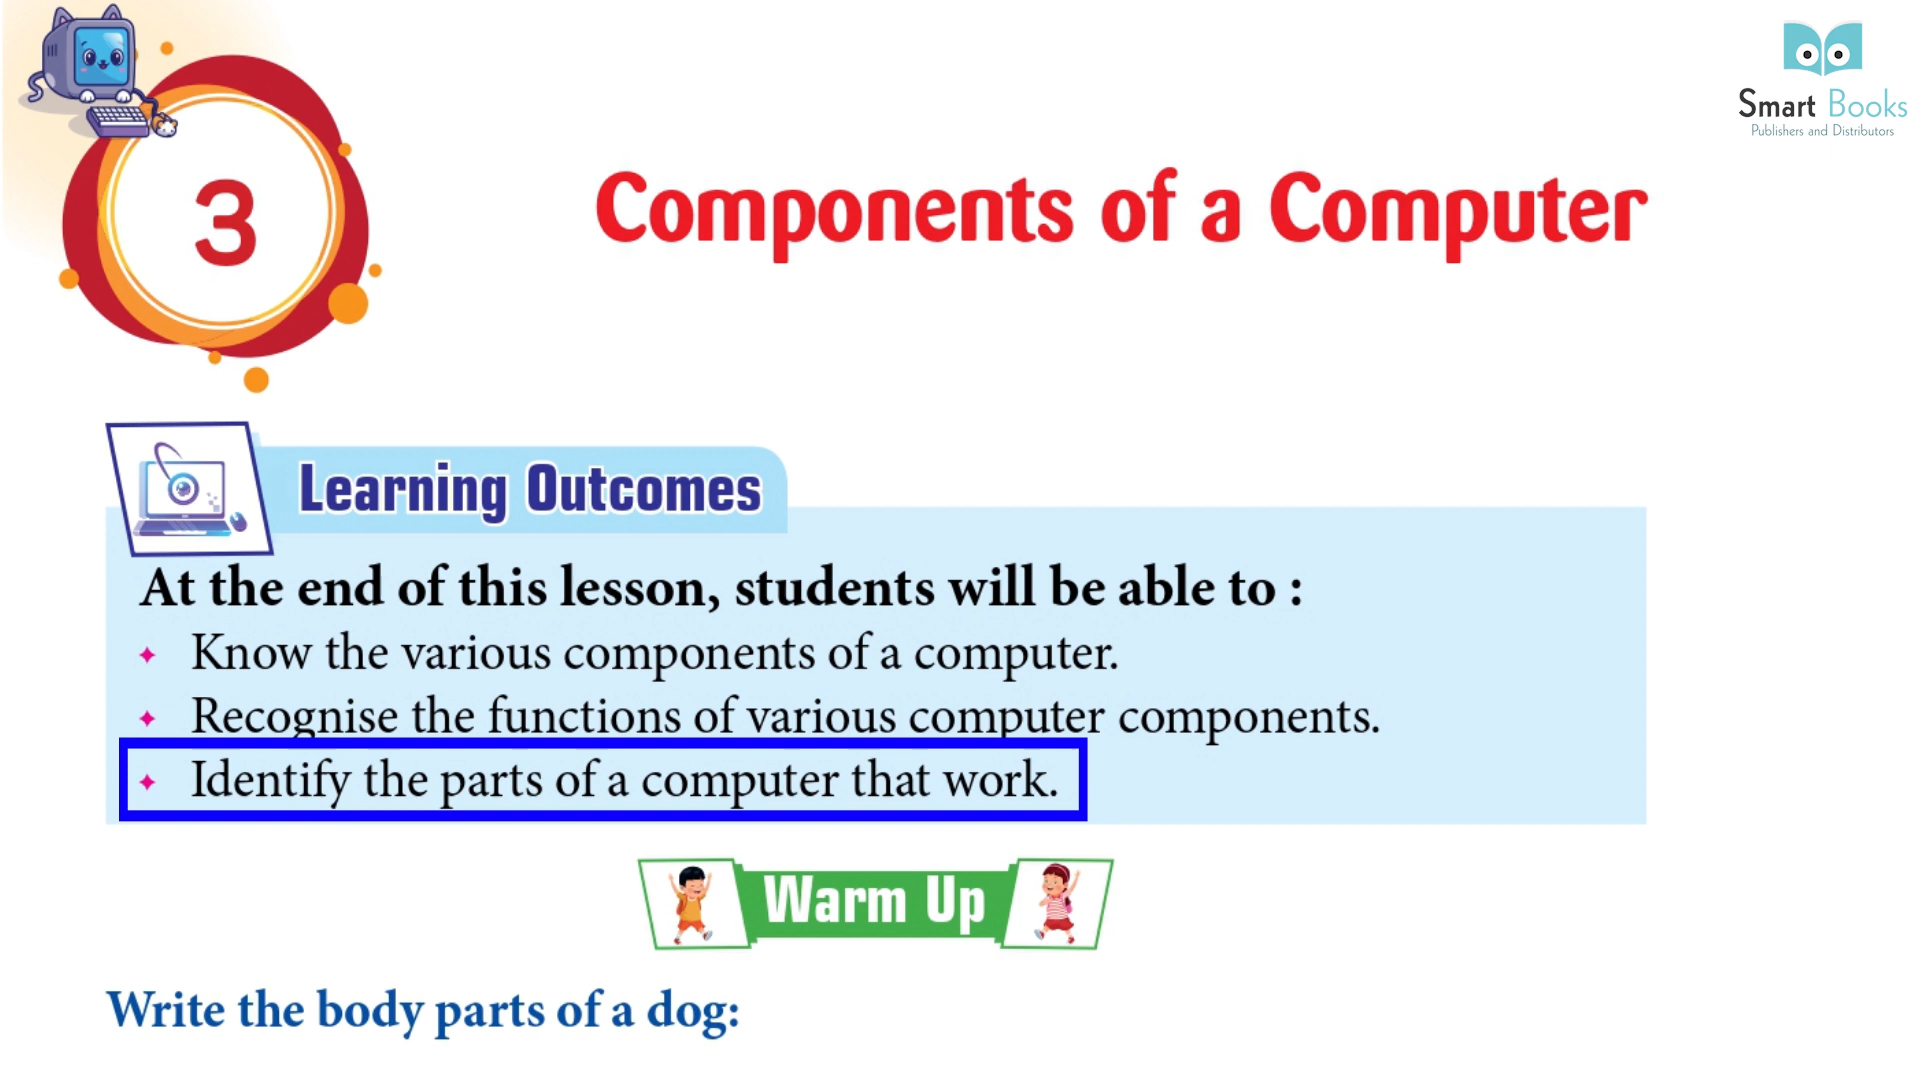 3
Smart Books
Publishers and Distributors
Components of a Computer
Learning Outcomes
At the end of this lesson, students will be able to :
✦ Know the various components of a computer.
✦ Recognise the functions of various computer components.
✦ Identify the parts of a computer that work.
Warm Up
Write the body parts of a dog: